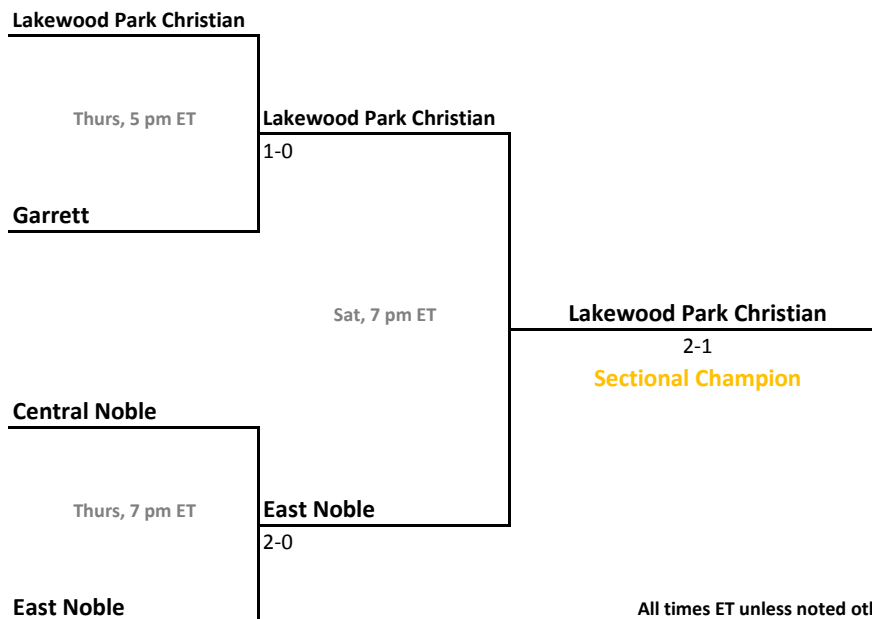 Lakewood Park Christian
Thurs, 5 pm ET
Lakewood Park Christian
1-0
Garrett
Sat, 7 pm ET
Lakewood Park Christian
2-1
Sectional Champion
Central Noble
Thurs, 7 pm ET
East Noble
2-0
East Noble
All times ET unless noted